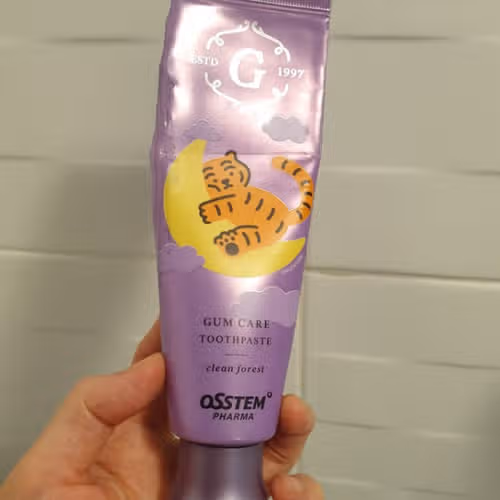 ESTD G 1997
GUM CARE
TOOTHPASTE
clean forest
OSSTEM
PHARMA